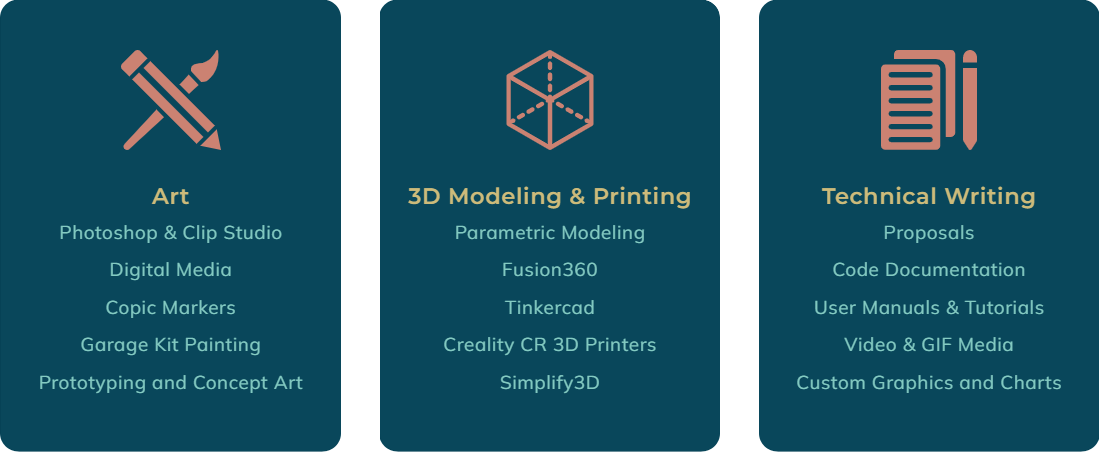 Art
Photoshop & Clip Studio
Digital Media
Copic Markers
Garage Kit Painting
Prototyping and Concept Art
3D Modeling & Printing
Parametric Modeling
Fusion360
Tinkercad
Creality CR 3D Printers
Simplify3D
Technical Writing
Proposals
Code Documentation
User Manuals & Tutorials
Video & GIF Media
Custom Graphics and Charts